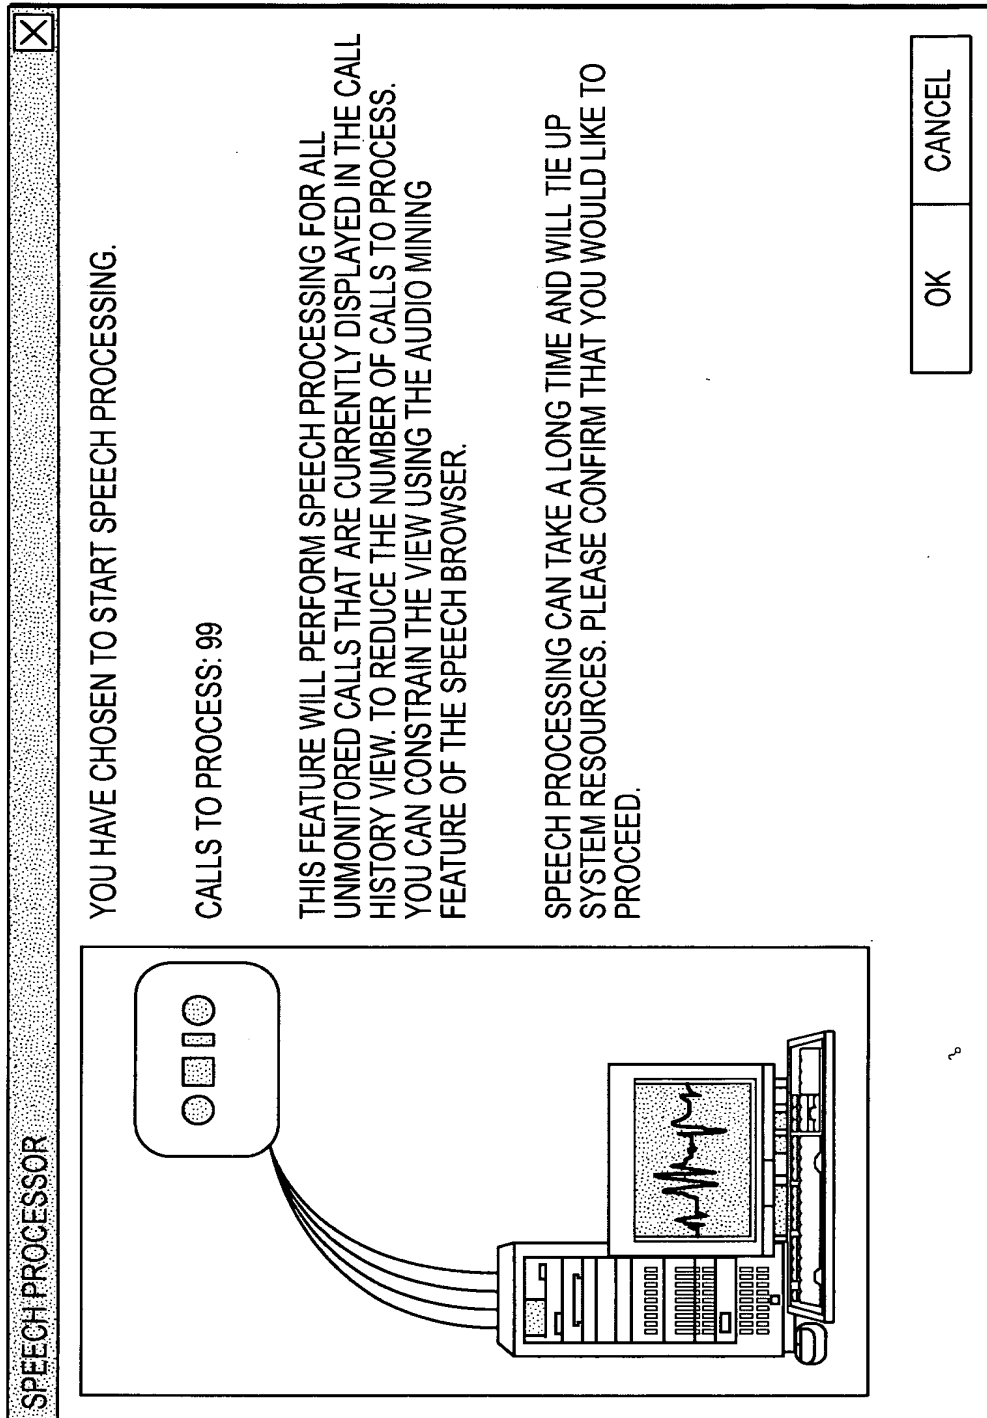 SPEECH PROCESSOR
YOU HAVE CHOSEN TO START SPEECH PROCESSING.
CALLS TO PROCESS: 99
THIS FEATURE WILL PERFORM SPEECH PROCESSING FOR ALL
UNMONITORED CALLS THAT ARE CURRENTLY DISPLAYED IN THE CALL
HISTORY VIEW. TO REDUCE THE NUMBER OF CALLS TO PROCESS.
YOU CAN CONSTRAIN THE VIEW USING THE AUDIO MINING
FEATURE OF THE SPEECH BROWSER.
SPEECH PROCESSING CAN TAKE A LONG TIME AND WILL TIE UP
SYSTEM RESOURCES. PLEASE CONFIRM THAT YOU WOULD LIKE TO
PROCEED.
OK
CANCEL